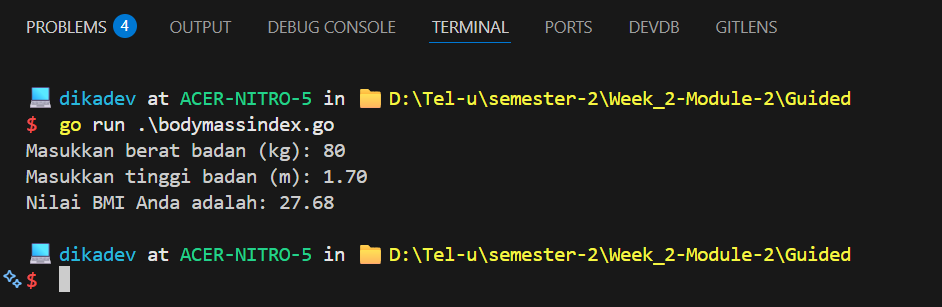 PROBLEMS 4 OUTPUT DEBUG CONSOLE TERMINAL PORTS DEVDB GITLENS
dikadev at ACER-NITRO-5 in D:\Tel-u\semester-2\Week_2-Module-2\Guided
$ go run .\bodymassindex.go
Masukkan berat badan (kg): 80
Masukkan tinggi badan (m): 1.70
Nilai BMI Anda adalah: 27.68
dikadev at ACER-NITRO-5 in D:\Tel-u\semester-2\Week_2-Module-2\Guided
$